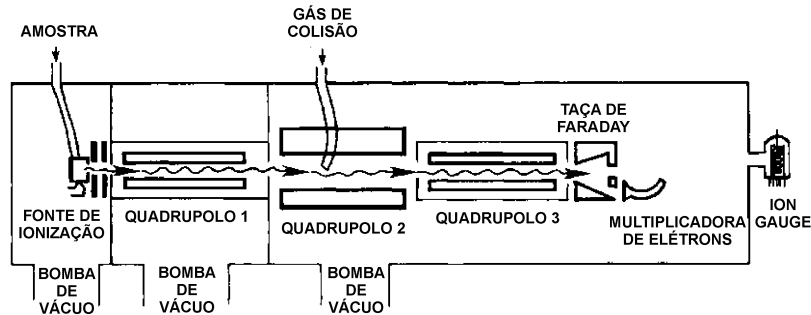 AMOSTRA
GÁS DE
COLISÃO
TAÇA DE
FARADAY
FONTE DE
IONIZAÇÃO
QUADRUPOLO 1
QUADRUPOLO 2
QUADRUPOLO 3
MULTIPLICADORA
DE ELÉTRONS
ION
GAUGE
BOMBA
DE
VÁCUO
BOMBA
DE
VÁCUO
BOMBA
DE
VÁCUO